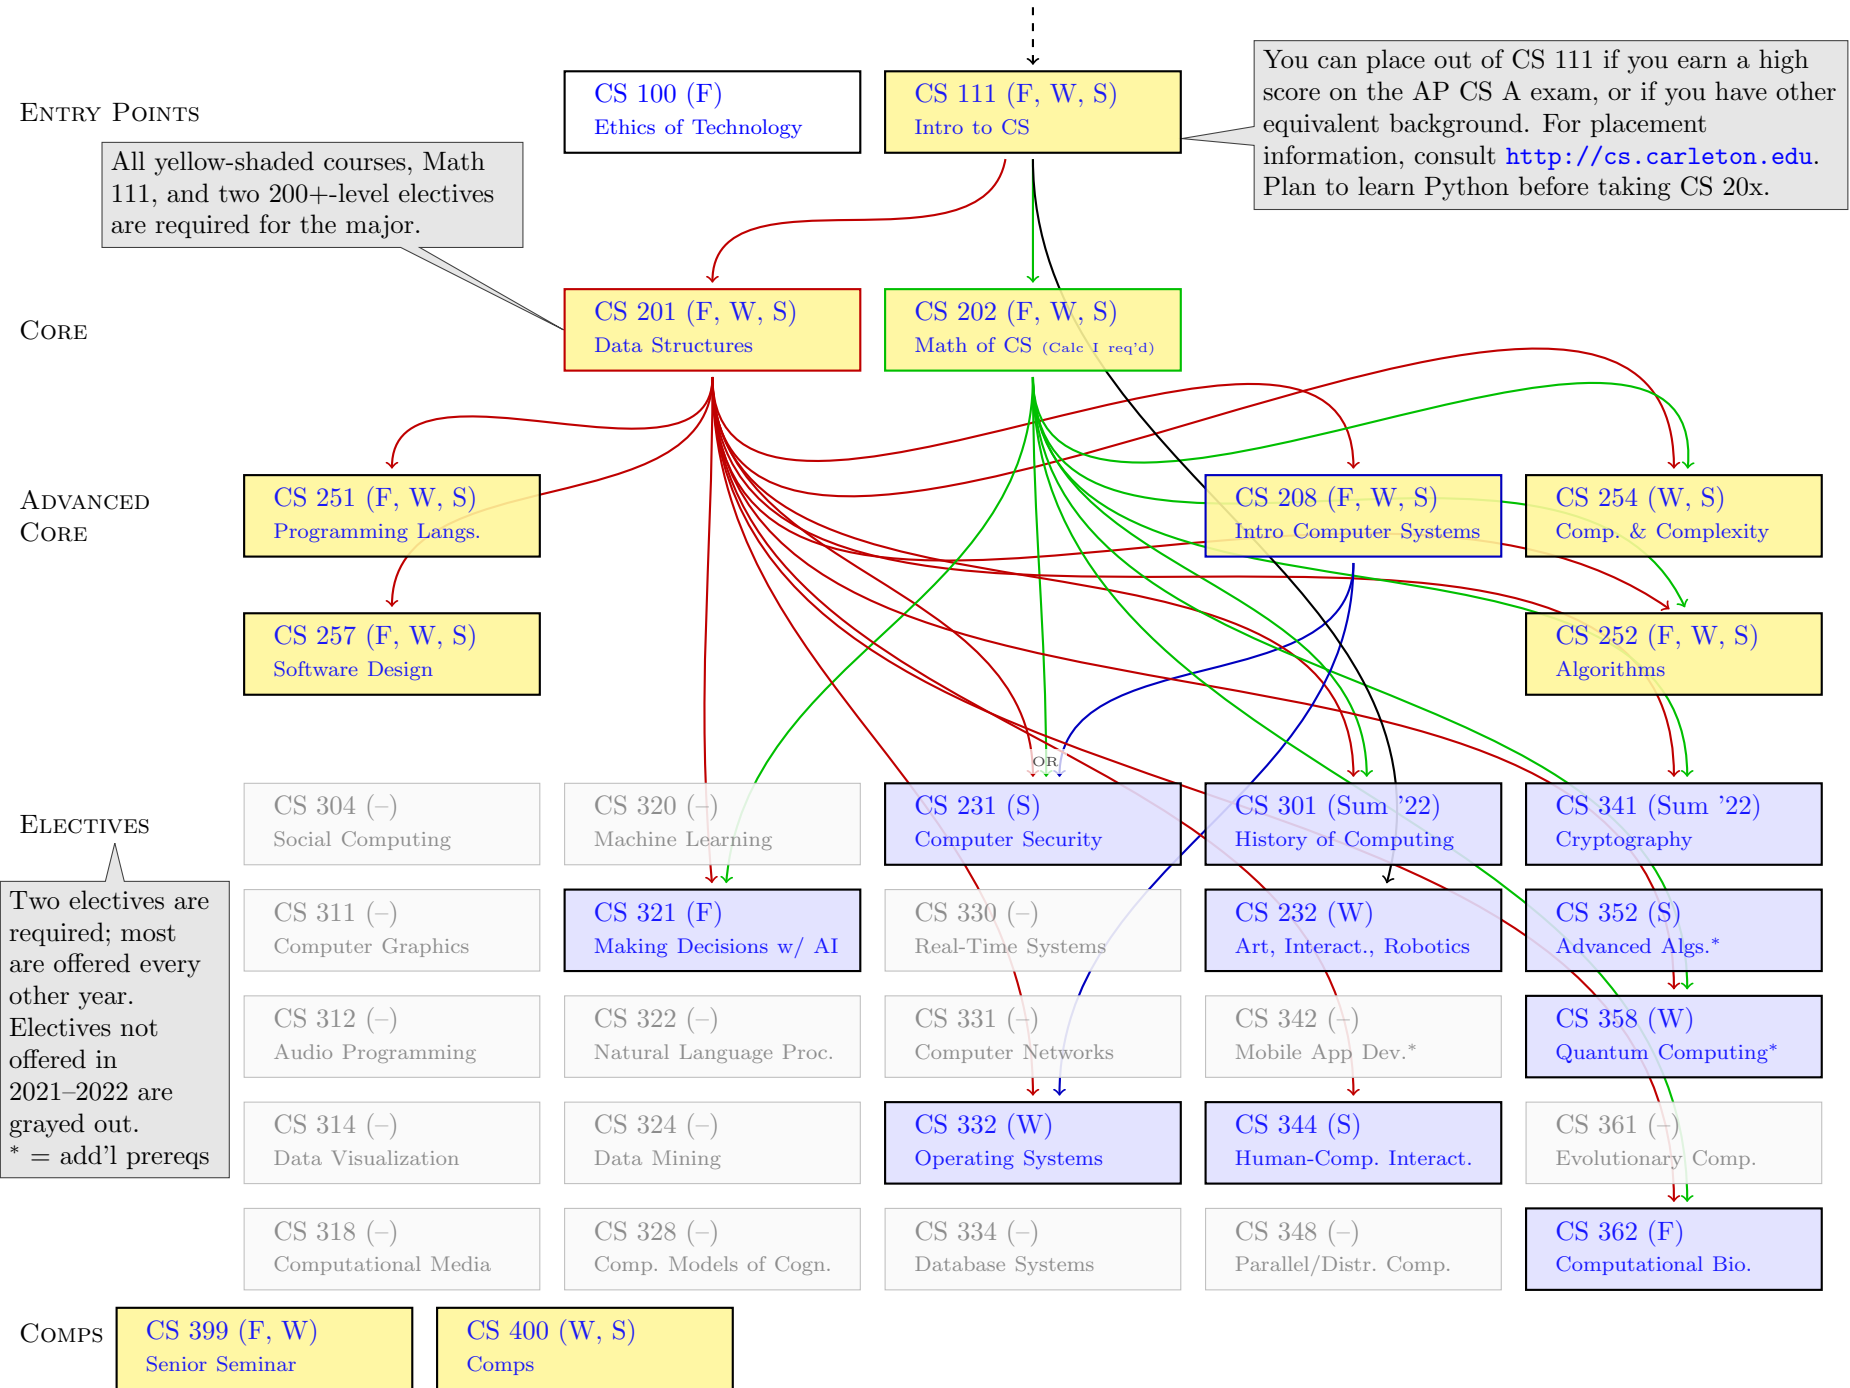 ENTRY POINTS
CS 100 (F)
Ethics of Technology
CS 111 (F, W, S)
Intro to CS
You can place out of CS 111 if you earn a high
score on the AP CS A exam, or if you have other
equivalent background. For placement
information, consult http://cs.carleton.edu.
Plan to learn Python before taking CS 20x.
All yellow-shaded courses, Math
111, and two 200+-level electives
are required for the major.
CORE
CS 201 (F, W, S)
Data Structures
CS 202 (F, W, S)
Math of CS (Calc I req'd)
ADVANCED
CORE
CS 251 (F, W, S)
Programming Langs.
CS 208 (F, W, S)
Intro Computer Systems
CS 254 (W, S)
Comp. & Complexity
CS 257 (F, W, S)
Software Design
CS 252 (F, W, S)
Algorithms
OR
ELECTIVES
CS 304 (–)
Social Computing
CS 320 (–)
Machine Learning
CS 231 (S)
Computer Security
CS 301 (Sum '22)
History of Computing
CS 341 (Sum '22)
Cryptography
Two electives are
required; most
are offered every
other year.
Electives not
offered in
2021–2022 are
grayed out.
* = add'l prereqs
CS 311 (–)
Computer Graphics
CS 321 (F)
Making Decisions w/ AI
CS 330 (–)
Real-Time Systems
CS 232 (W)
Art, Interact., Robotics
CS 352 (S)
Advanced Algs.*
CS 312 (–)
Audio Programming
CS 322 (–)
Natural Language Proc.
CS 331 (–)
Computer Networks
CS 342 (–)
Mobile App Dev.*
CS 358 (W)
Quantum Computing*
CS 314 (–)
Data Visualization
CS 324 (–)
Data Mining
CS 332 (W)
Operating Systems
CS 344 (S)
Human-Comp. Interact.
CS 361 (–)
Evolutionary Comp.
CS 318 (–)
Computational Media
CS 328 (–)
Comp. Models of Cogn.
CS 334 (–)
Database Systems
CS 348 (–)
Parallel/Distr. Comp.
CS 362 (F)
Computational Bio.
COMPS
CS 399 (F, W)
Senior Seminar
CS 400 (W, S)
Comps